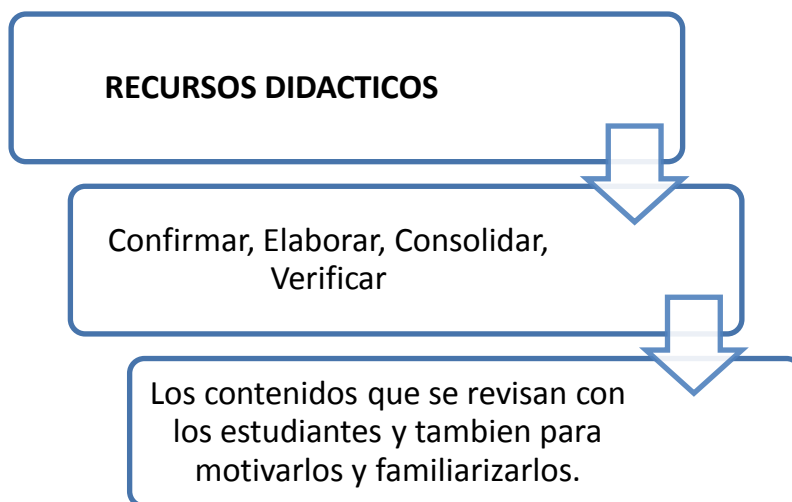 RECURSOS DIDACTICOS
Confirmar, Elaborar, Consolidar,
Verificar
Los contenidos que se revisan con
los estudiantes y tambien para
motivarlos y familiarizarlos.